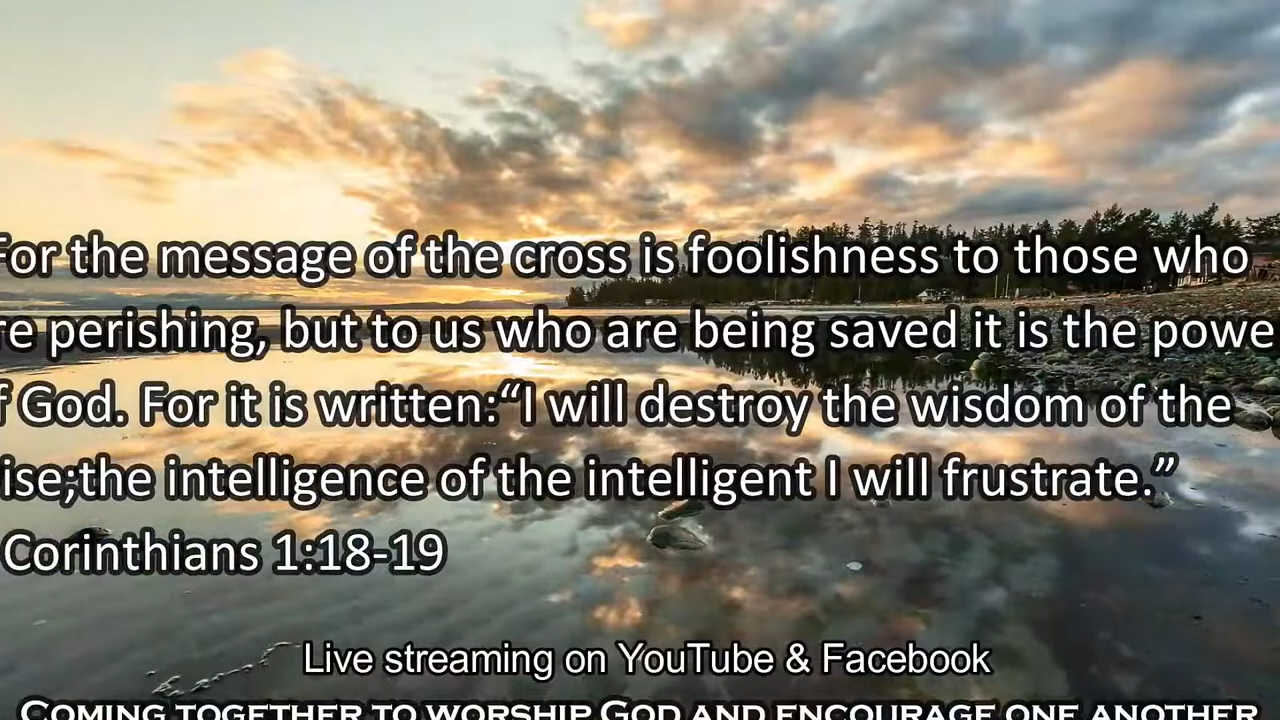 For the message of the cross is foolishness to those who
re perishing, but to us who are being saved it is the powe
f God. For it is written:“I will destroy the wisdom of the
ise;the intelligence of the intelligent I will frustrate.”
Corinthians 1:18-19
Live streaming on YouTube & Facebook
Coming together to worship God and encourage one another